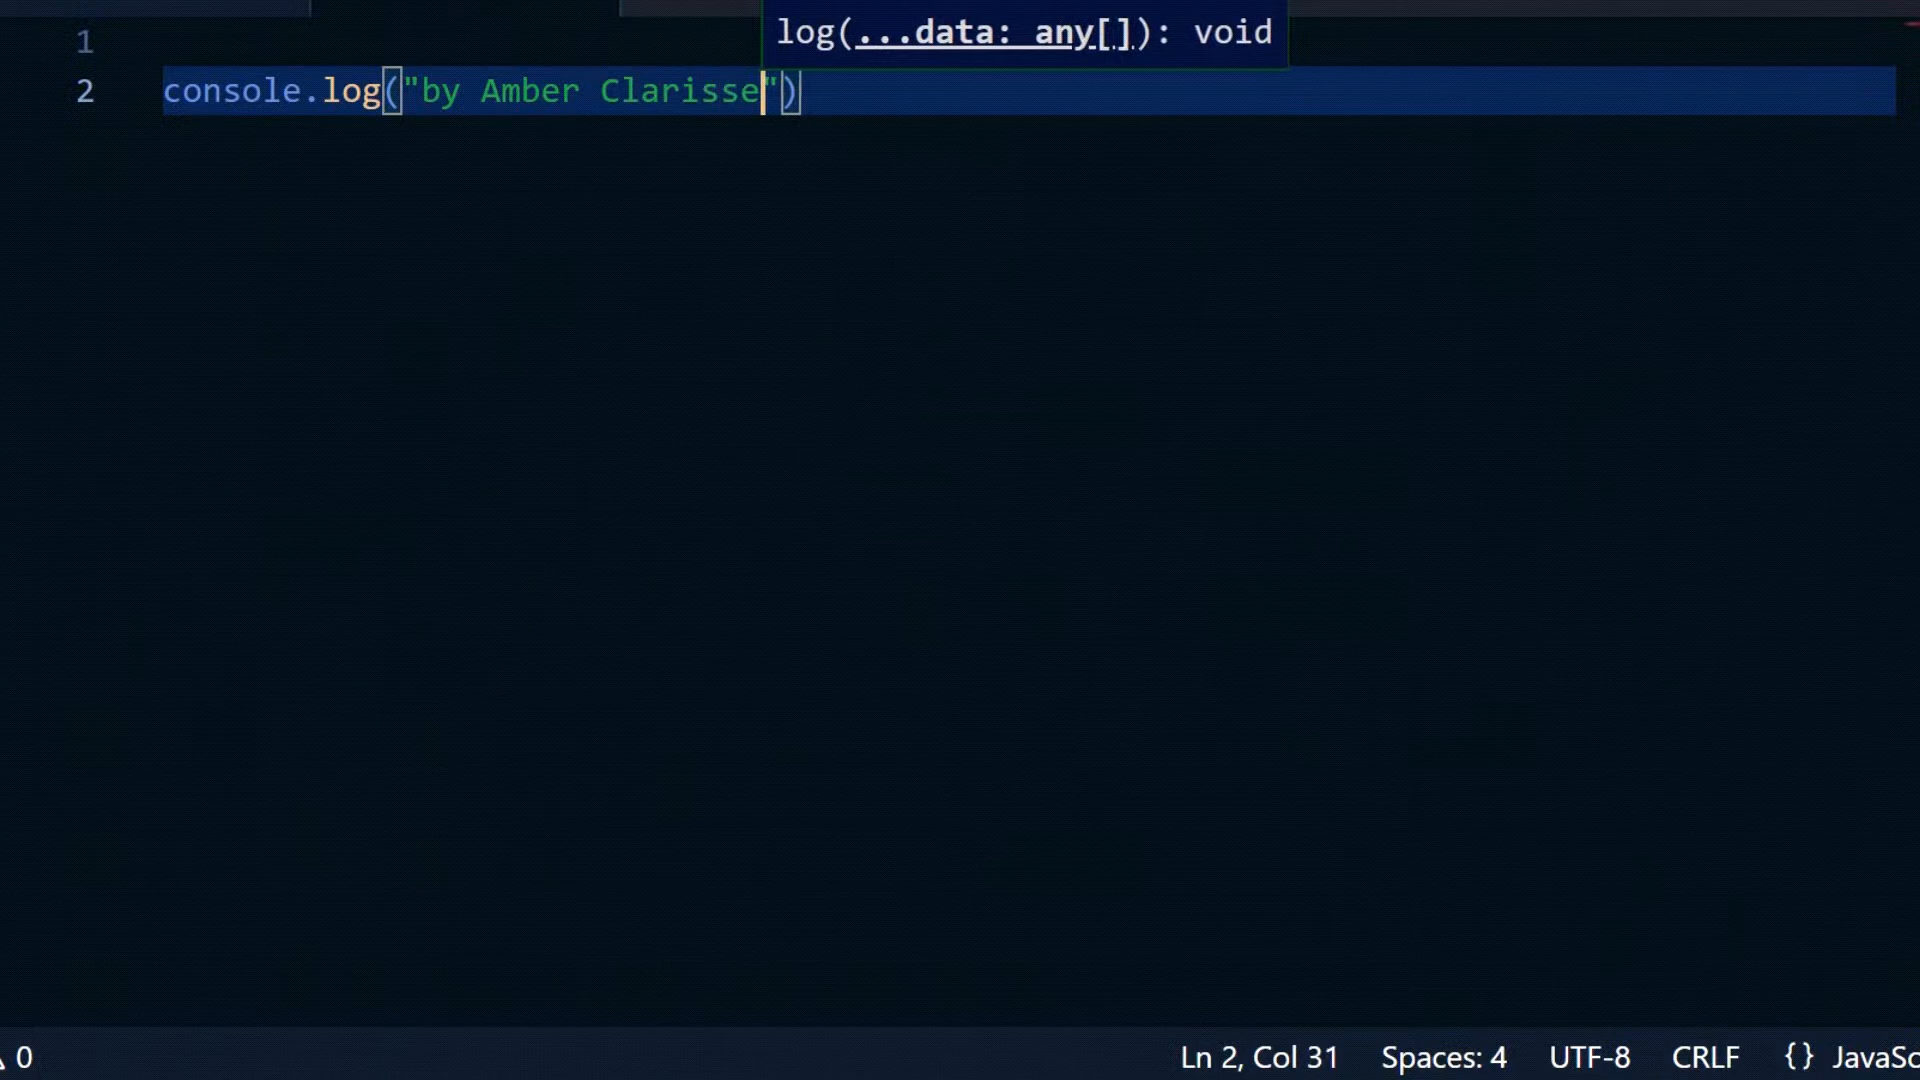 log(...data: any[]): void
1
2 console.log("by Amber Clarisse")
0 Ln 2, Col 31 Spaces: 4 UTF-8 CRLF {} JavaSc